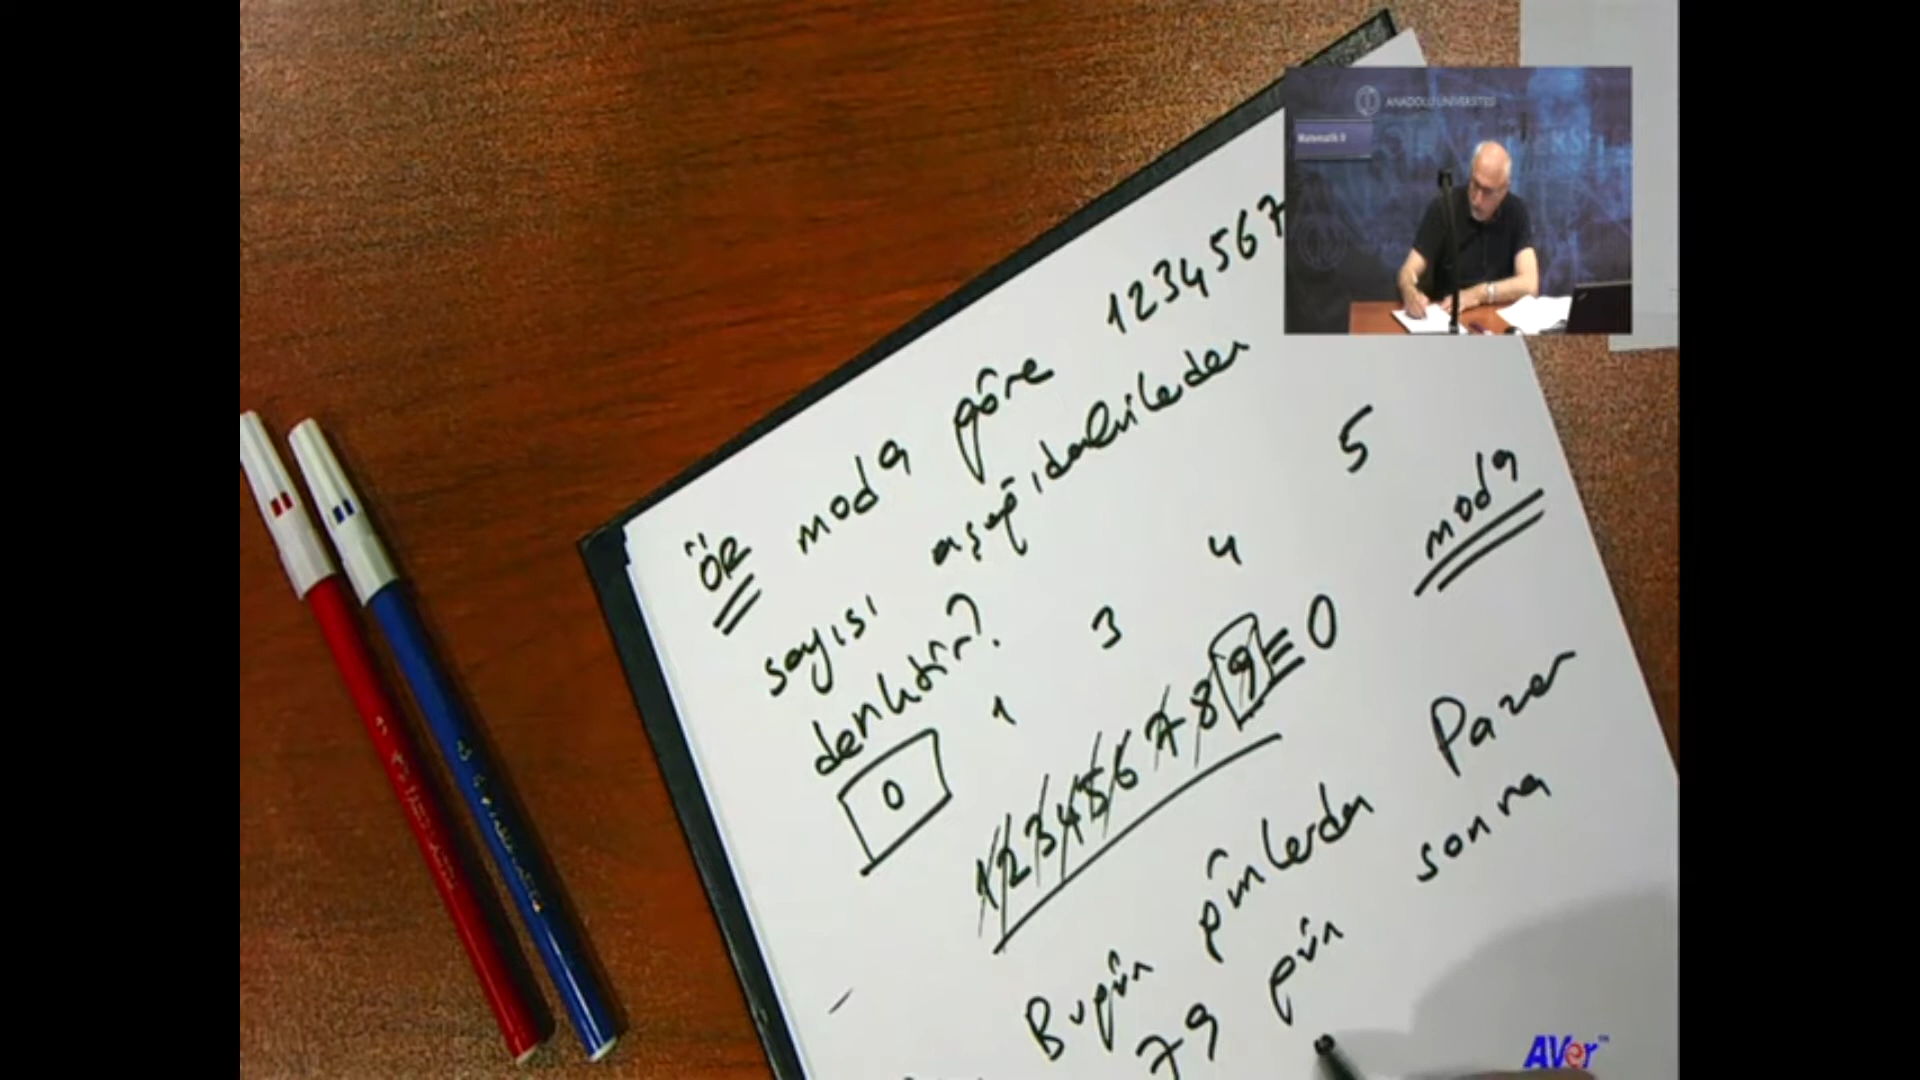 ANADOLU ÜNİVERSİTESİ
Matematik II
ÖR mod 9 göre 1234567
sayısı aşağıdakilerden
denktir?
0 1 3 4 5
123456789≡0 mod 9
Bugün günlerden Pazar
79 gün sonra
AVer™